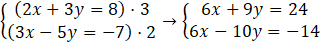 {(2x + 3y = 8) · 3 → {6x + 9y = 24
{(3x − 5y = −7) · 2 {6x − 10y = −14